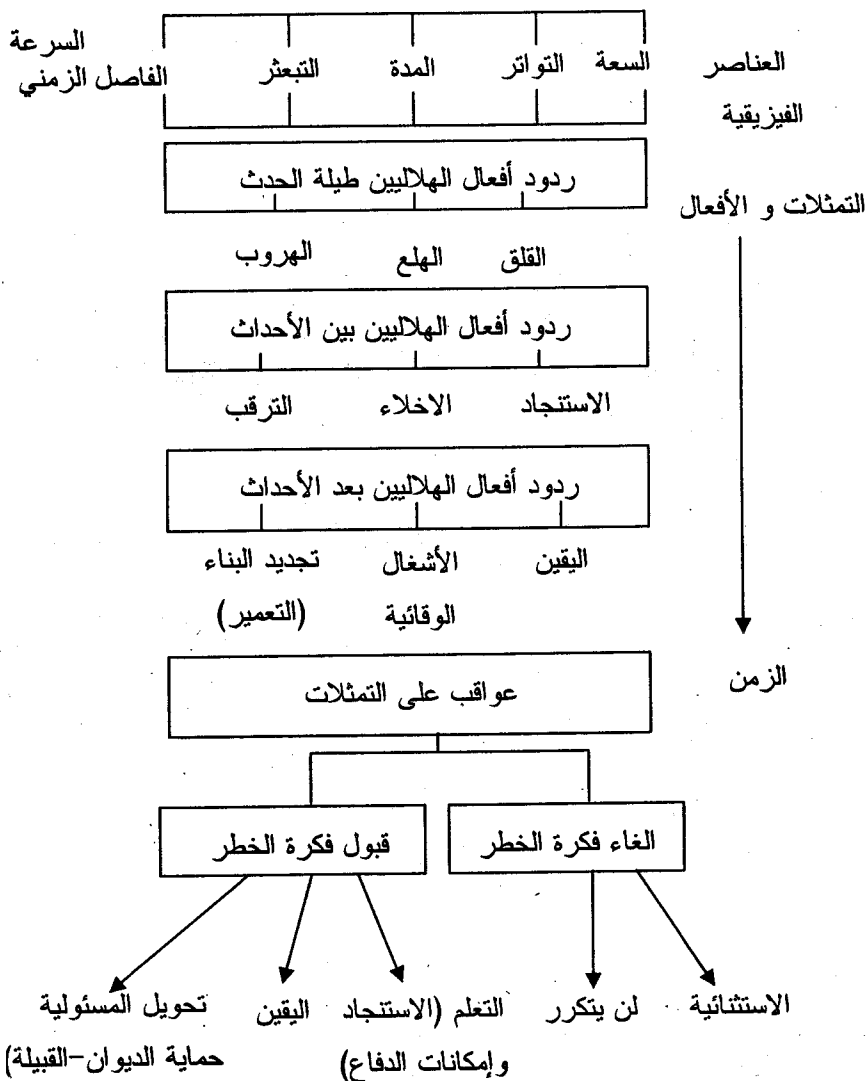 العناصر السعة التواتر المدة التبعثر السرعة
الفاصل الزمني
الفيزيقية
ردود أفعال الهلاليين طيلة الحدث
التمثلات و الأفعال
القلق الهلع الهروب
ردود أفعال الهلاليين بين الأحداث
الاستنجاد الاخلاء الترقب
ردود أفعال الهلاليين بعد الأحداث
اليقين الأشغال تجديد البناء
الوقائية (التعمير)
الزمن
عواقب على التمثلات
الغاء فكرة الخطر قبول فكرة الخطر
الاستثنائية لن يتكرر التعلم (الاستنجاد اليقين تحويل المسئولية
وإمكانات الدفاع) حماية الديوان-القبيلة)